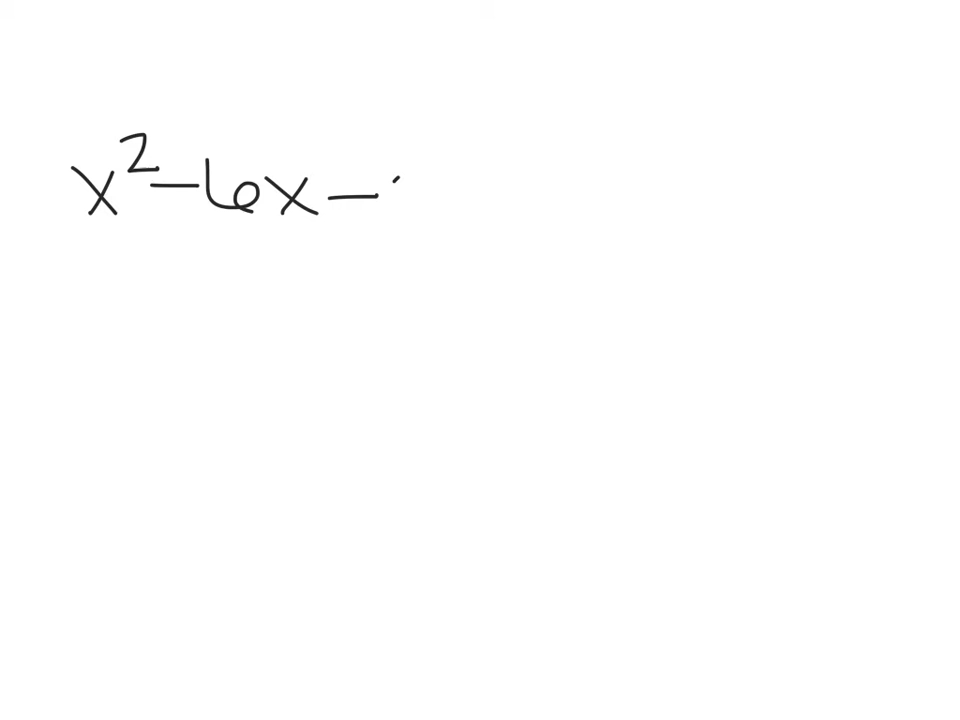 x² - 6x -